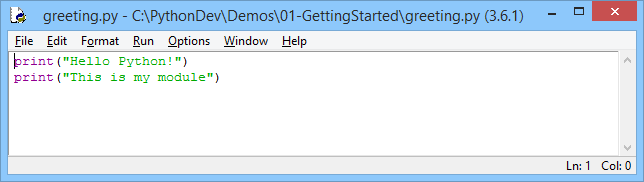 greeting.py - C:\PythonDev\Demos\01-GettingStarted\greeting.py (3.6.1)
File Edit Format Run Options Window Help
print("Hello Python!")
print("This is my module")
Ln: 1 Col: 0